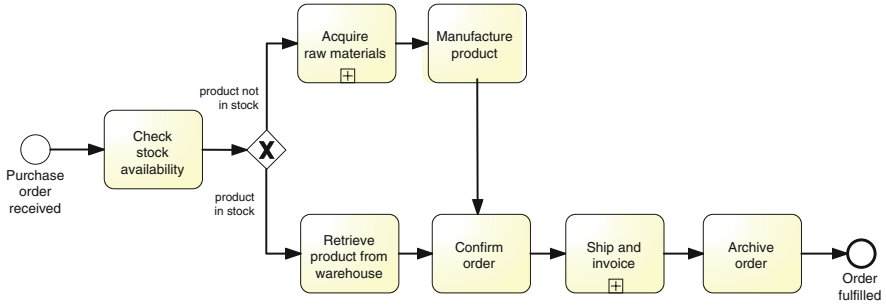 Acquire
raw materials
Manufacture
product
product not
in stock
Check
stock
availability
X
Purchase
order
received
product
in stock
Retrieve
product from
warehouse
Confirm
order
Ship and
invoice
Archive
order
Order
fulfilled